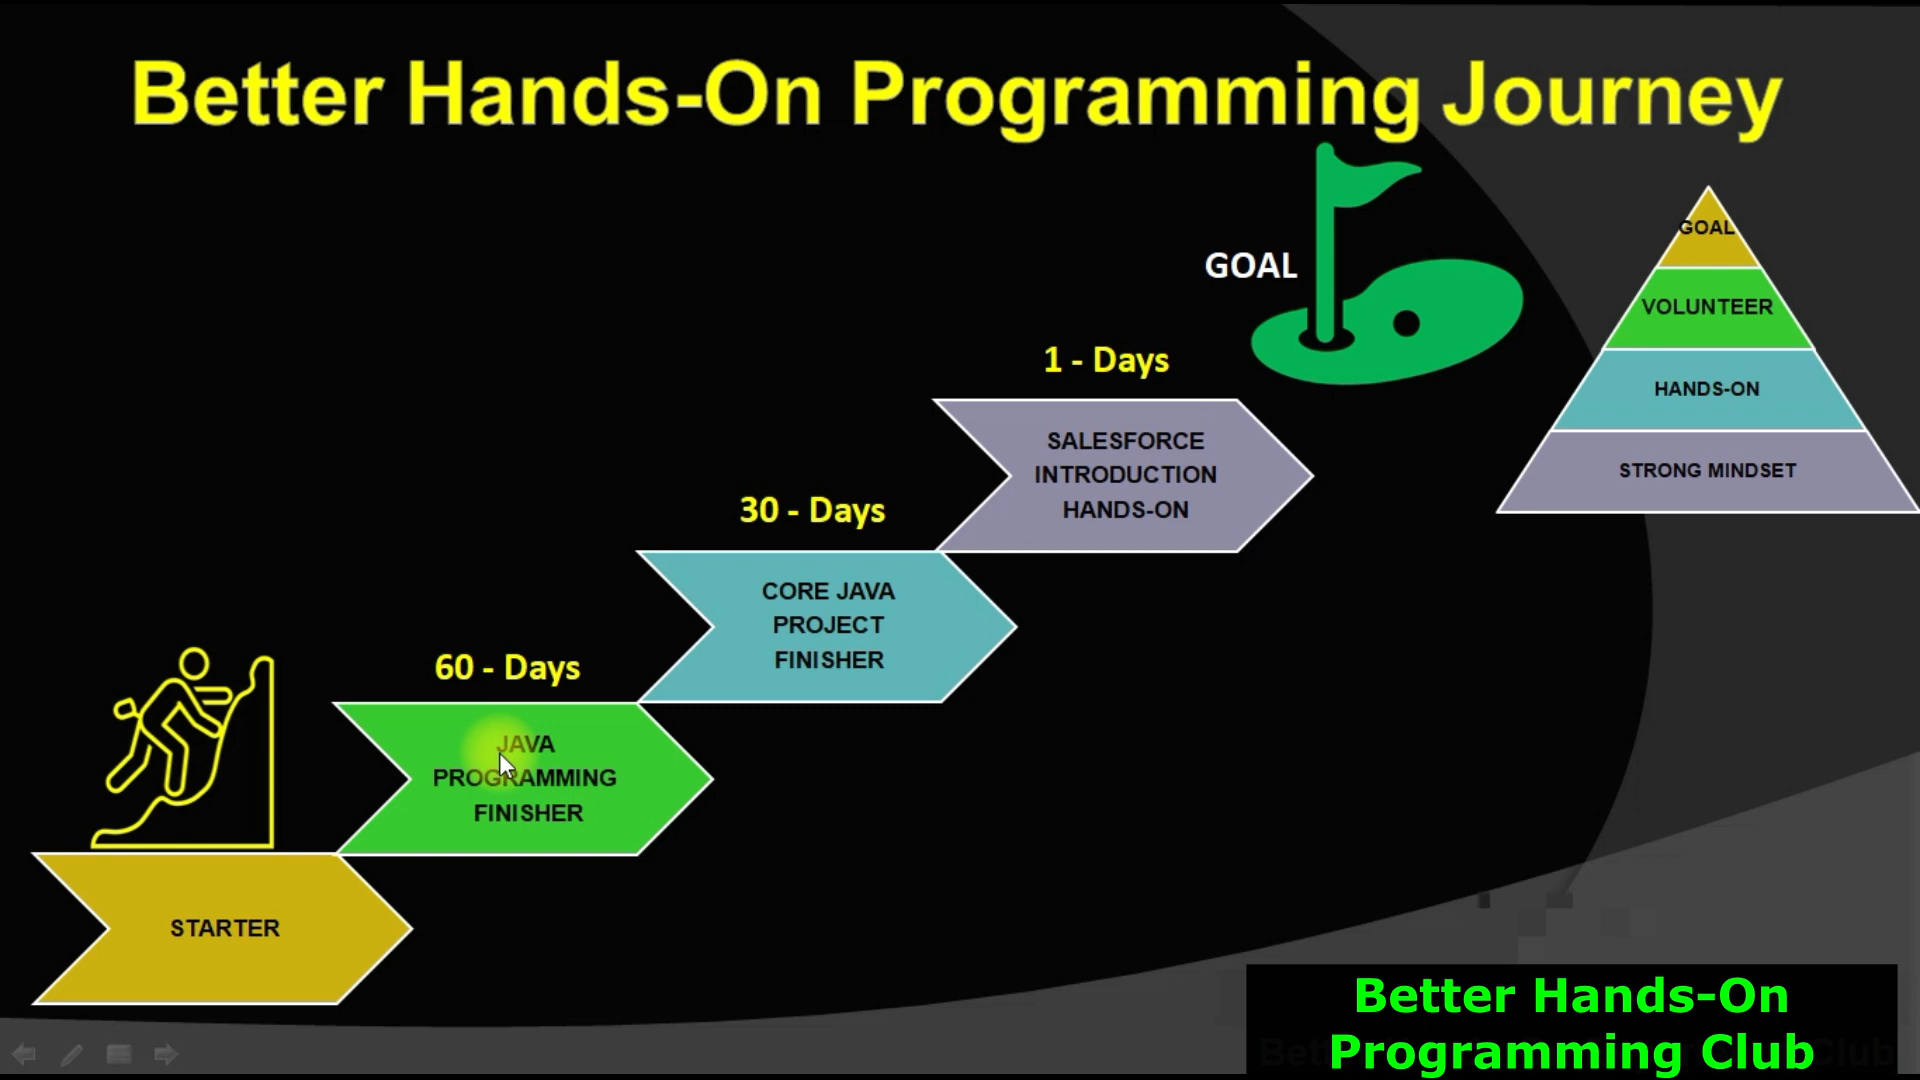 Better Hands-On Programming Journey
GOAL
1 - Days
SALESFORCE
INTRODUCTION
HANDS-ON
30 - Days
CORE JAVA
PROJECT
FINISHER
60 - Days
JAVA
PROGRAMMING
FINISHER
STARTER
GOAL
VOLUNTEER
HANDS-ON
STRONG MINDSET
Better Hands-On
Programming Club